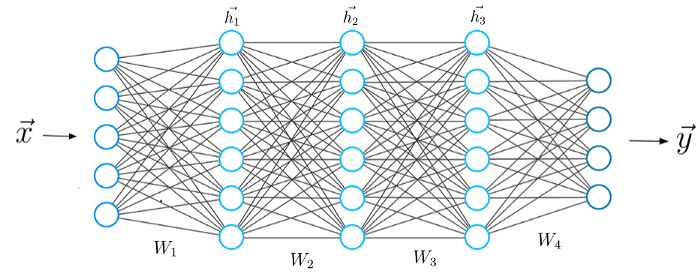 h⃗₁ h⃗₂ h⃗₃
x⃗ → → y⃗
W₁ W₂ W₃ W₄